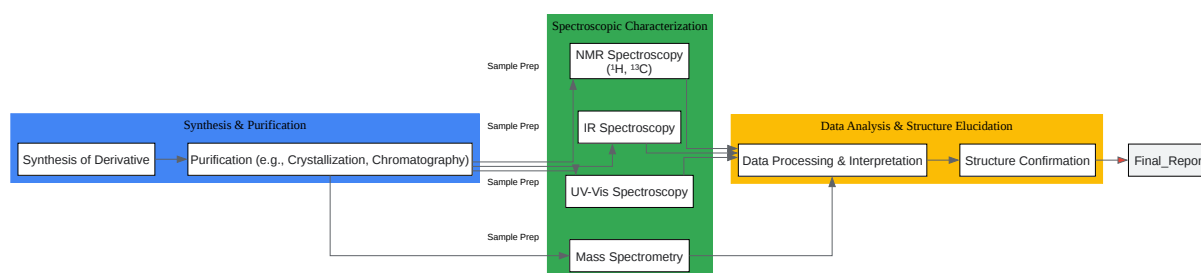 Synthesis & Purification
Synthesis of Derivative
Purification (e.g., Crystallization, Chromatography)
Sample Prep
Sample Prep
Sample Prep
Sample Prep
Spectroscopic Characterization
NMR Spectroscopy
(¹H, ¹³C)
IR Spectroscopy
UV-Vis Spectroscopy
Mass Spectrometry
Data Analysis & Structure Elucidation
Data Processing & Interpretation
Structure Confirmation
Final_Report